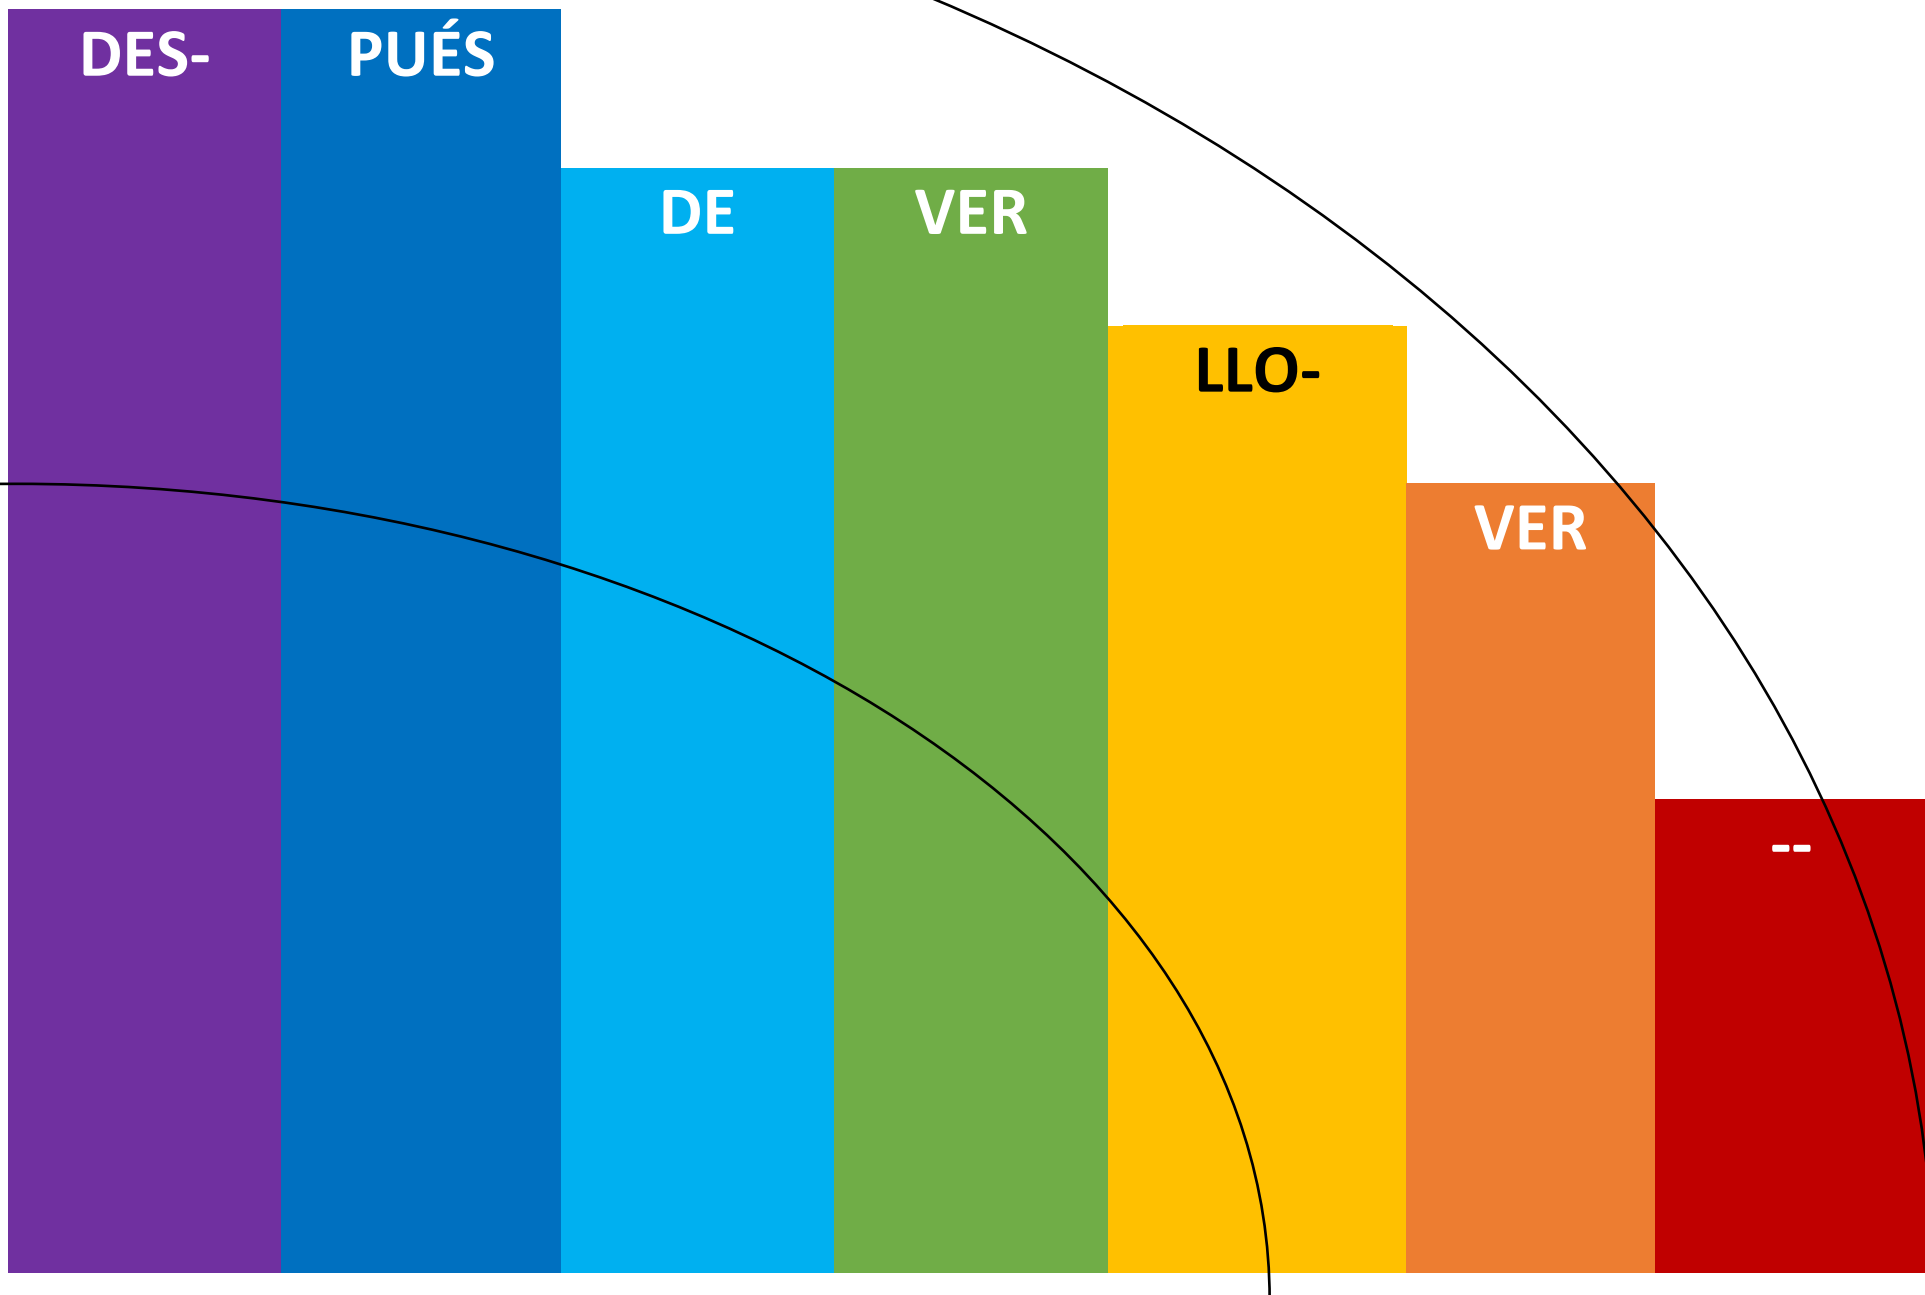 DES- PUÉS
DE VER
LLO-
VER
--